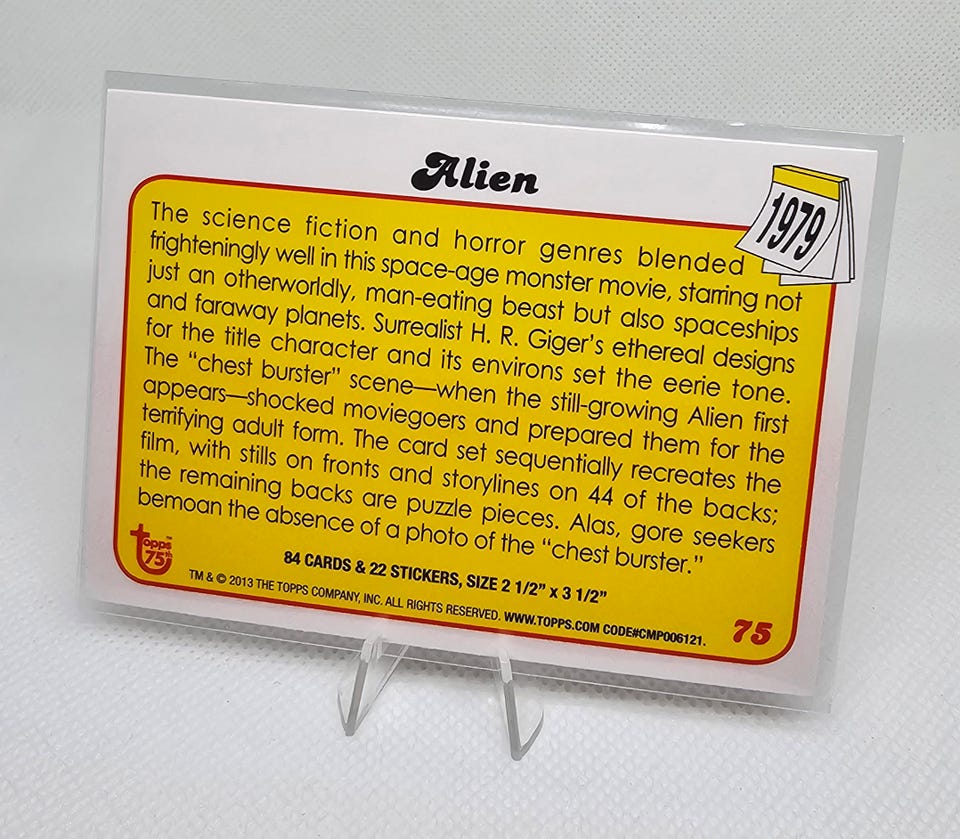 Alien
1979
The science fiction and horror genres blended
frighteningly well in this space-age monster movie, starring not
just an otherworldly, man-eating beast but also spaceships
and faraway planets. Surrealist H. R. Giger's ethereal designs
for the title character and its environs set the eerie tone.
The “chest burster” scene—when the still-growing Alien first
appears—shocked moviegoers and prepared them for the
terrifying adult form. The card set sequentially recreates the
film, with stills on fronts and storylines on 44 of the backs;
the remaining backs are puzzle pieces. Alas, gore seekers
bemoan the absence of a photo of the “chest burster.”
84 CARDS & 22 STICKERS, SIZE 2 1/2" x 3 1/2"
Topps™
75th
TM & © 2013 THE TOPPS COMPANY, INC. ALL RIGHTS RESERVED. WWW.TOPPS.COM CODE#CMP006121.
75